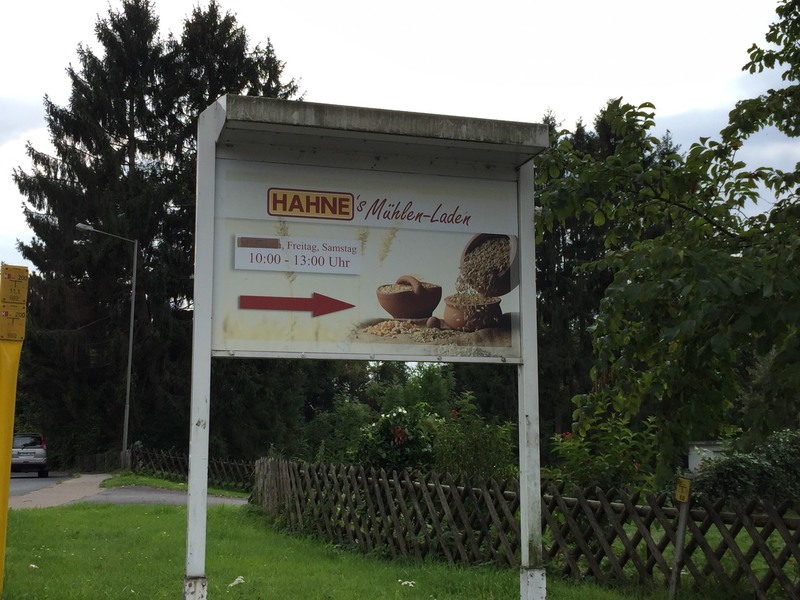 HAHNE's Mühlen-Laden
, Freitag, Samstag
10:00 - 13:00 Uhr